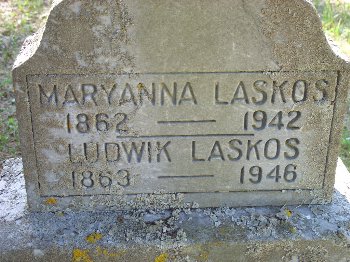 MARYANNA LASKOS
1862 — 1942
LUDWIK LASKOS
1863 — 1946